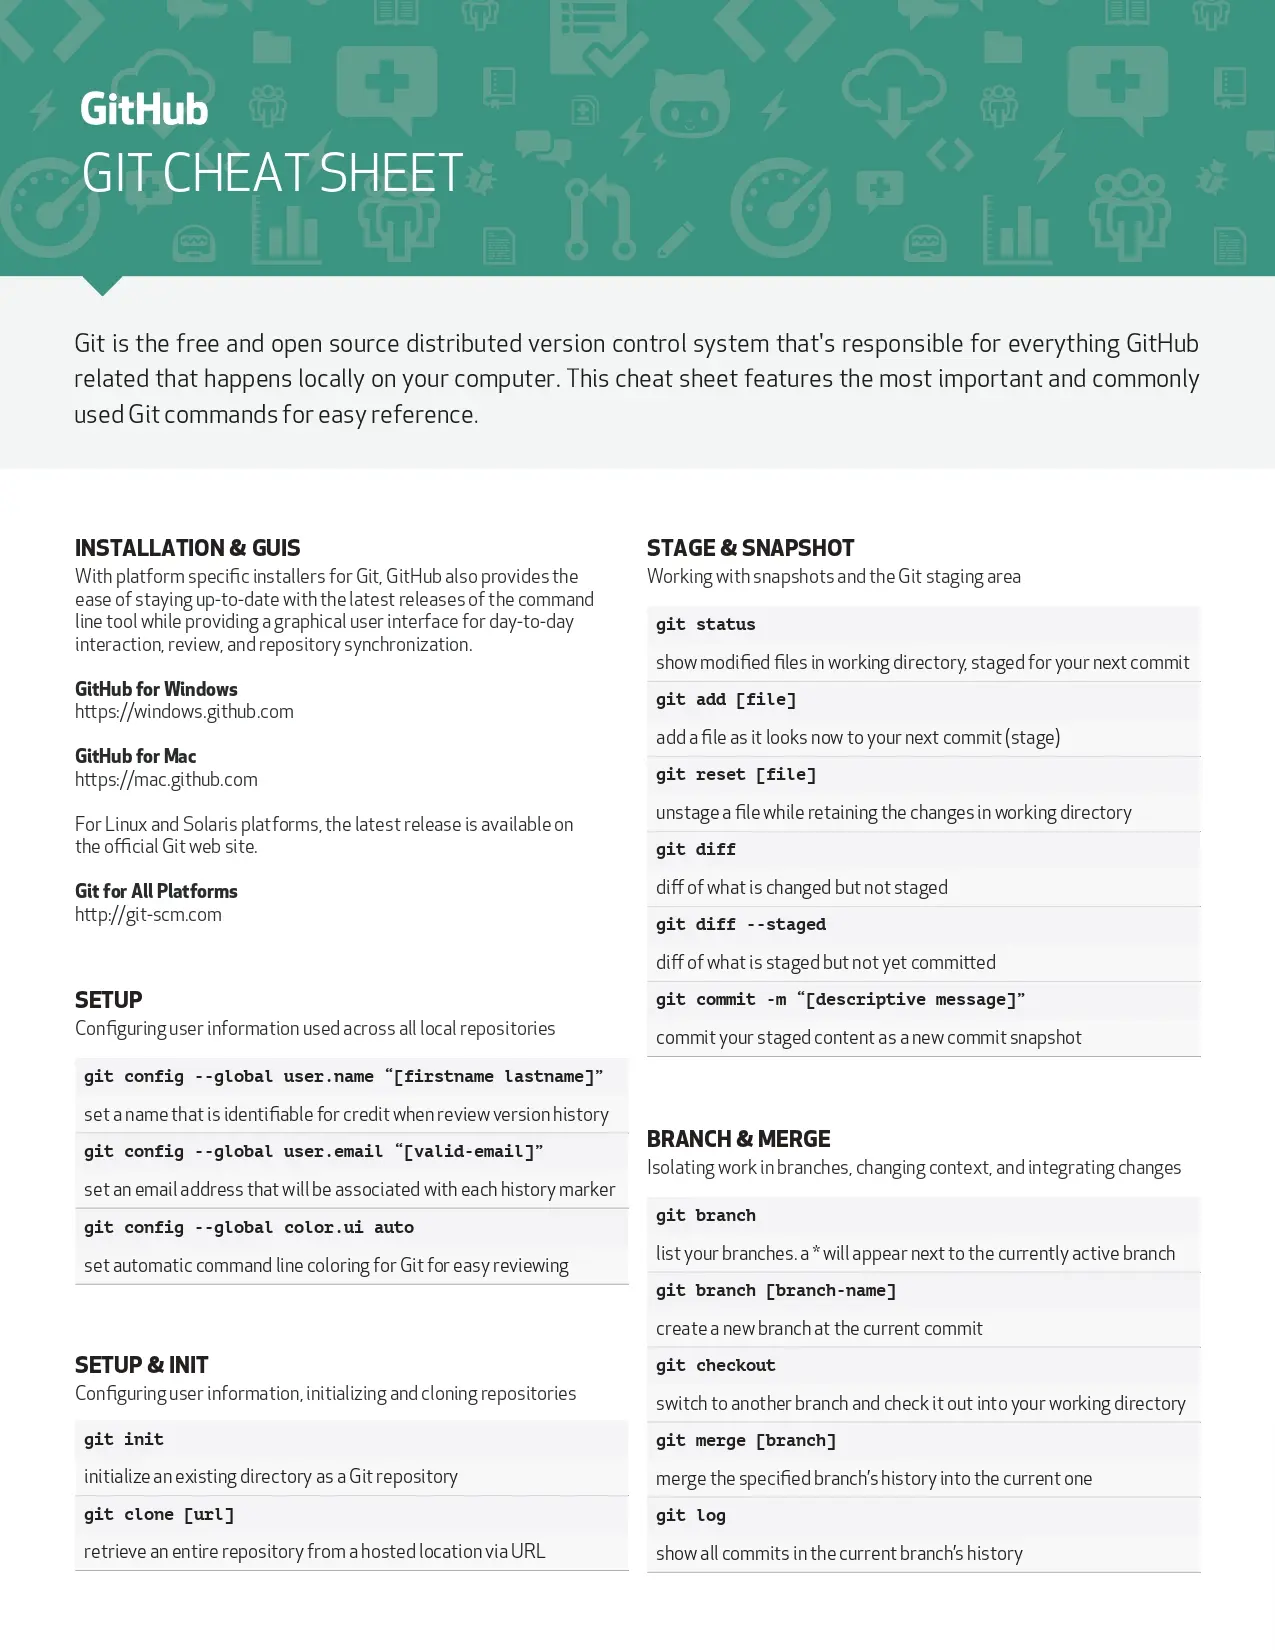 GitHub
GIT CHEAT SHEET
Git is the free and open source distributed version control system that's responsible for everything GitHub
related that happens locally on your computer. This cheat sheet features the most important and commonly
used Git commands for easy reference.
INSTALLATION & GUIS
With platform specific installers for Git, GitHub also provides the
ease of staying up-to-date with the latest releases of the command
line tool while providing a graphical user interface for day-to-day
interaction, review, and repository synchronization.
GitHub for Windows
https://windows.github.com
GitHub for Mac
https://mac.github.com
For Linux and Solaris platforms, the latest release is available on
the official Git web site.
Git for All Platforms
http://git-scm.com
SETUP
Configuring user information used across all local repositories
git config --global user.name “[firstname lastname]”
set a name that is identifiable for credit when review version history
git config --global user.email “[valid-email]”
set an email address that will be associated with each history marker
git config --global color.ui auto
set automatic command line coloring for Git for easy reviewing
SETUP & INIT
Configuring user information, initializing and cloning repositories
git init
initialize an existing directory as a Git repository
git clone [url]
retrieve an entire repository from a hosted location via URL
STAGE & SNAPSHOT
Working with snapshots and the Git staging area
git status
show modified files in working directory, staged for your next commit
git add [file]
add a file as it looks now to your next commit (stage)
git reset [file]
unstage a file while retaining the changes in working directory
git diff
diff of what is changed but not staged
git diff --staged
diff of what is staged but not yet committed
git commit -m “[descriptive message]”
commit your staged content as a new commit snapshot
BRANCH & MERGE
Isolating work in branches, changing context, and integrating changes
git branch
list your branches. a * will appear next to the currently active branch
git branch [branch-name]
create a new branch at the current commit
git checkout
switch to another branch and check it out into your working directory
git merge [branch]
merge the specified branch’s history into the current one
git log
show all commits in the current branch’s history